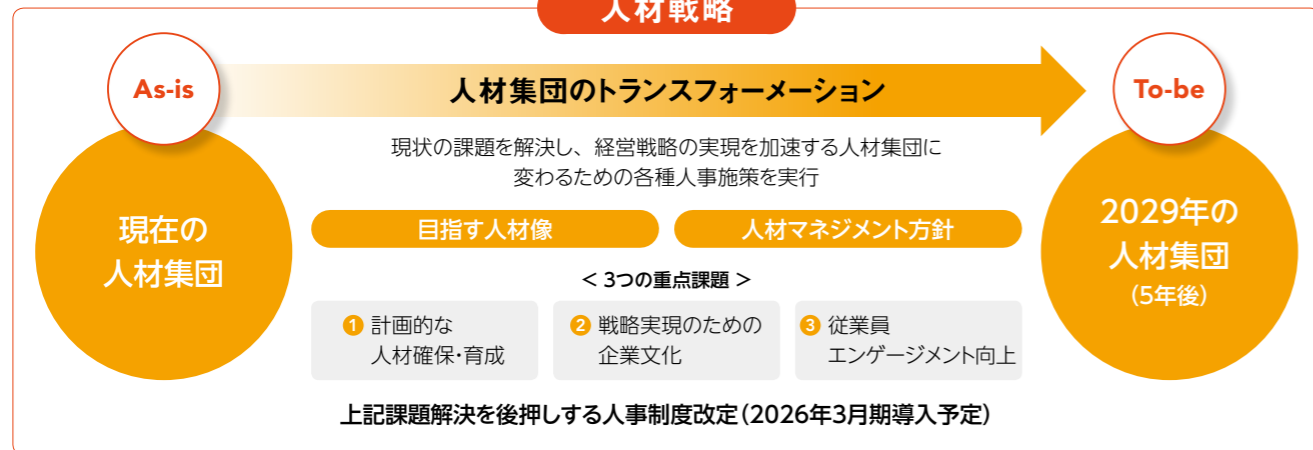 人材戦略
As-is
人材集団のトランスフォーメーション
To-be
現状の課題を解決し、経営戦略の実現を加速する人材集団に
変わるための各種人事施策を実行
現在の
人材集団
目指す人材像
人材マネジメント方針
2029年の
人材集団
(5年後)
< 3つの重点課題 >
1 計画的な
人材確保・育成
2 戦略実現のための
企業文化
3 従業員
エンゲージメント向上
上記課題解決を後押しする人事制度改定(2026年3月期導入予定)